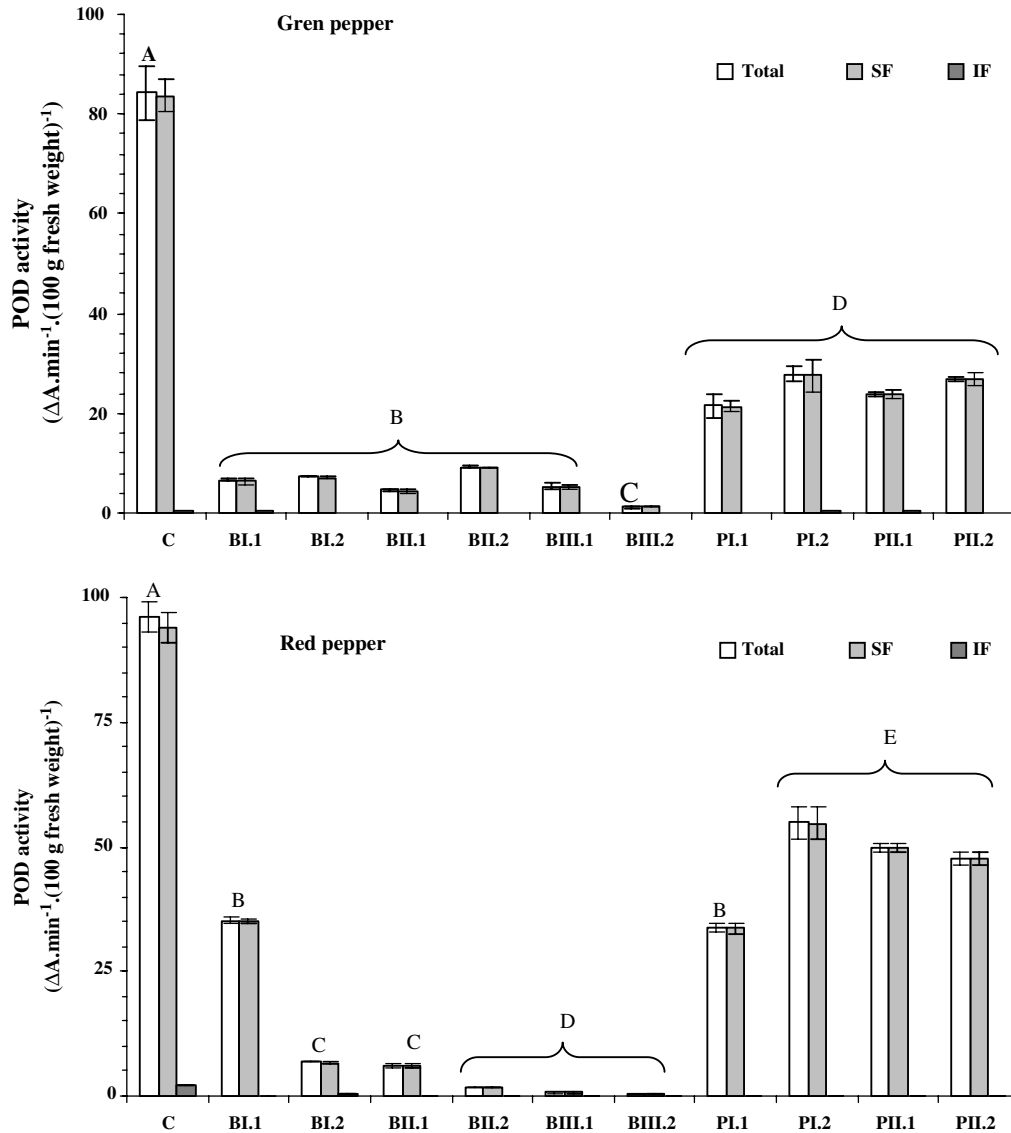 Gren pepper
Total SF IF
POD activity
(ΔA.min⁻¹.(100 g fresh weight)⁻¹
100
80
60
40
20
0
A
B
C
D
C BI.1 BI.2 BII.1 BII.2 BIII.1 BIII.2 PI.1 PI.2 PII.1 PII.2
Red pepper
Total SF IF
POD activity
(ΔA.min⁻¹.(100 g fresh weight)⁻¹
100
75
50
25
0
A
B
C
C
D
B
E
C BI.1 BI.2 BII.1 BII.2 BIII.1 BIII.2 PI.1 PI.2 PII.1 PII.2